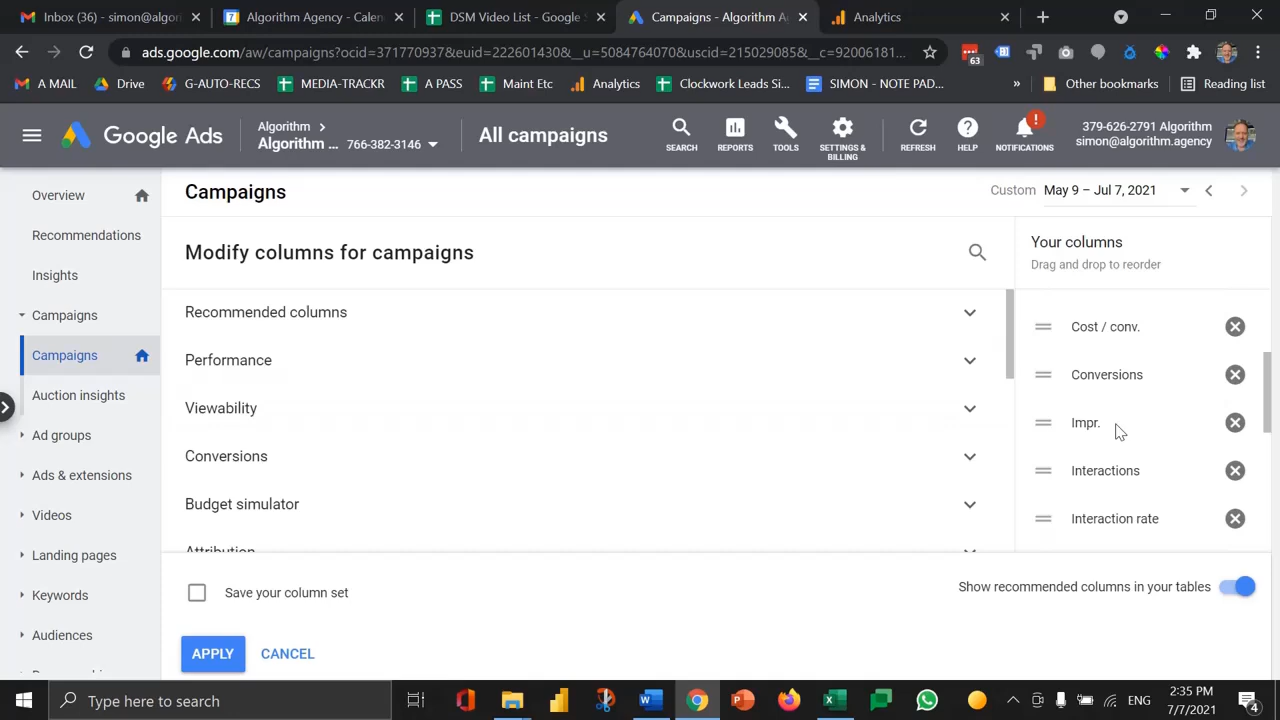 Inbox (36) - simon@algori
Algorithm Agency - Calen
DSM Video List - Google S
Campaigns - Algorithm A
Analytics
ads.google.com/aw/campaigns?ocid=371770937&euid=222601430&__u=5084764070&uscid=215029085&__c=92006181...
63
A MAIL
Drive
G-AUTO-RECS
MEDIA-TRACKR
A PASS
Maint Etc
Analytics
Clockwork Leads Si...
SIMON - NOTE PAD...
»
Other bookmarks
Reading list
Google Ads
Algorithm >
Algorithm ... 766-382-3146
All campaigns
SEARCH
REPORTS
TOOLS
SETTINGS &
BILLING
REFRESH
HELP
!
NOTIFICATIONS
379-626-2791 Algorithm
simon@algorithm.agency
Overview
Recommendations
Insights
Campaigns
Campaigns
Auction insights
Ad groups
Ads & extensions
Videos
Landing pages
Keywords
Audiences
Campaigns
Custom May 9 – Jul 7, 2021
Modify columns for campaigns
Recommended columns
Performance
Viewability
Conversions
Budget simulator
Attribution
Your columns
Drag and drop to reorder
Cost / conv.
Conversions
Impr.
Interactions
Interaction rate
Save your column set
Show recommended columns in your tables
APPLY
CANCEL
Type here to search
ENG
2:35 PM
7/7/2021
4